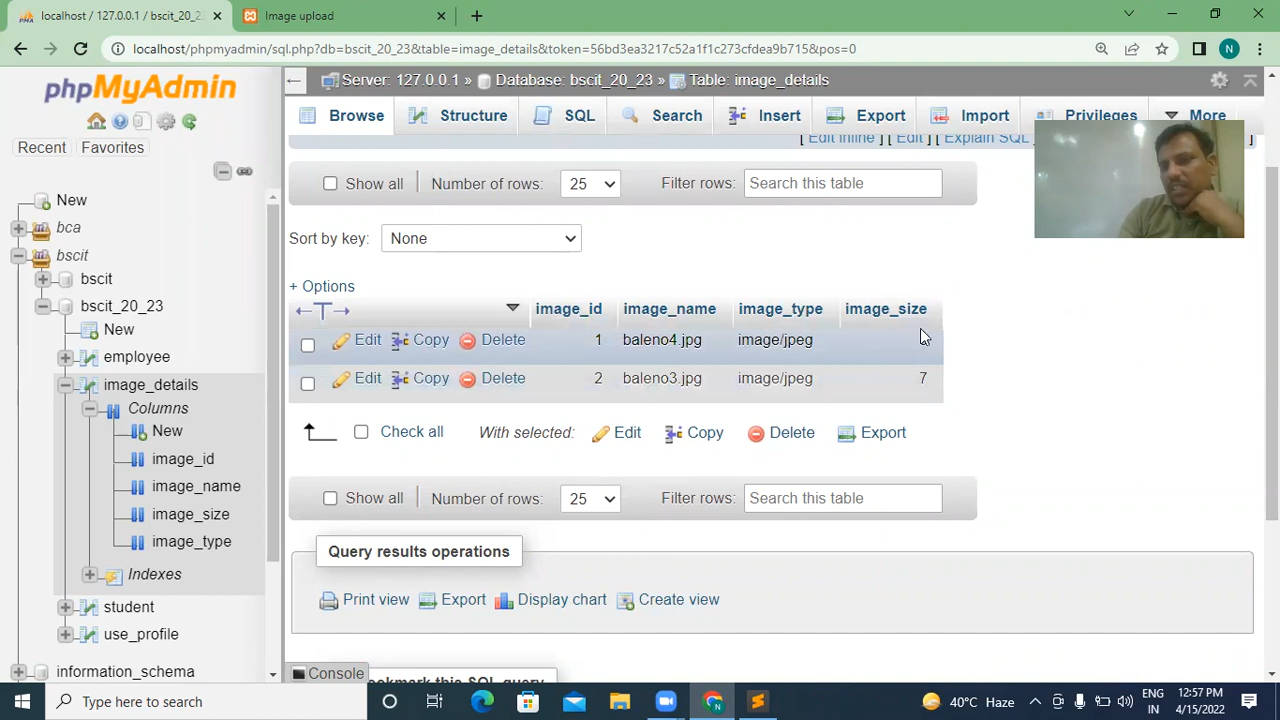 localhost / 127.0.0.1 / bscit_20_23
Image upload
localhost/phpmyadmin/sql.php?db=bscit_20_23&table=image_details&token=56bd3ea3217c52a1f1c273cfdea9b715&pos=0
N
phpMyAdmin
Recent
Favorites
New
bca
bscit
bscit
bscit_20_23
New
employee
image_details
Columns
New
image_id
image_name
image_size
image_type
Indexes
student
use_profile
information_schema
Server: 127.0.0.1 » Database: bscit_20_23 » Table: image_details
Browse Structure SQL Search Insert Export Import Privileges More
[ Edit inline ] [ Edit ] [ Explain SQL ]
Show all Number of rows: 25 Filter rows: Search this table
Sort by key: None
+ Options
image_id image_name image_type image_size
Edit Copy Delete 1 baleno4.jpg image/jpeg
Edit Copy Delete 2 baleno3.jpg image/jpeg 7
Check all With selected: Edit Copy Delete Export
Show all Number of rows: 25 Filter rows: Search this table
Query results operations
Print view Export Display chart Create view
Console
Bookmark this SQL query
Type here to search
40°C Haze
ENG
IN
12:57 PM
4/15/2022